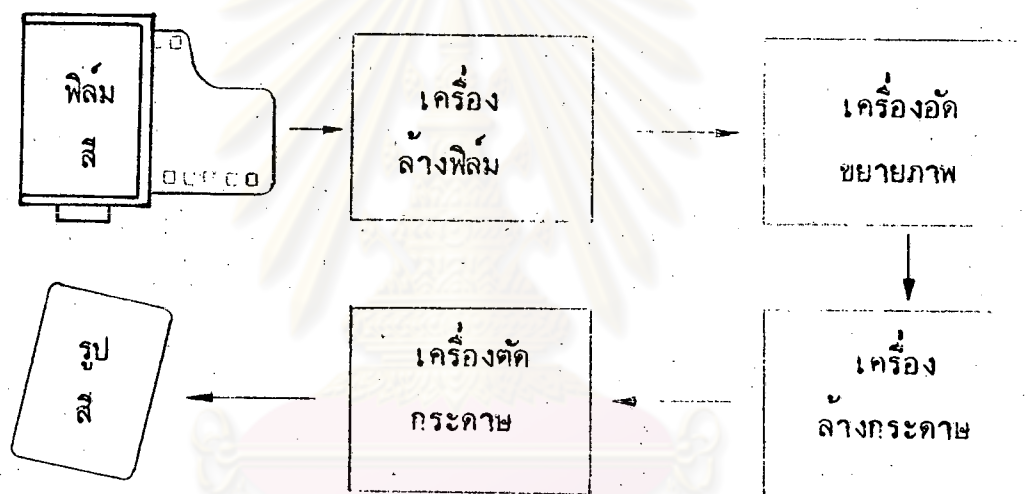 ฟิล์ม
สี
เครื่อง
ล้างฟิล์ม
เครื่องอัด
ขยายภาพ
เครื่อง
ล้างกระดาษ
เครื่องตัด
กระดาษ
รูป
สี